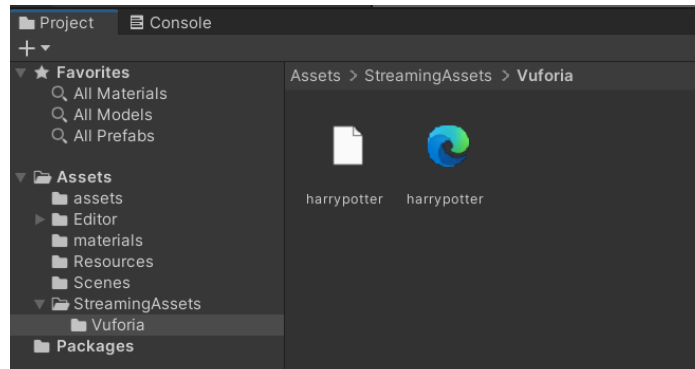 Project
Console
Favorites
All Materials
All Models
All Prefabs
Assets
assets
Editor
materials
Resources
Scenes
StreamingAssets
Vuforia
Packages
Assets > StreamingAssets > Vuforia
harrypotter
harrypotter